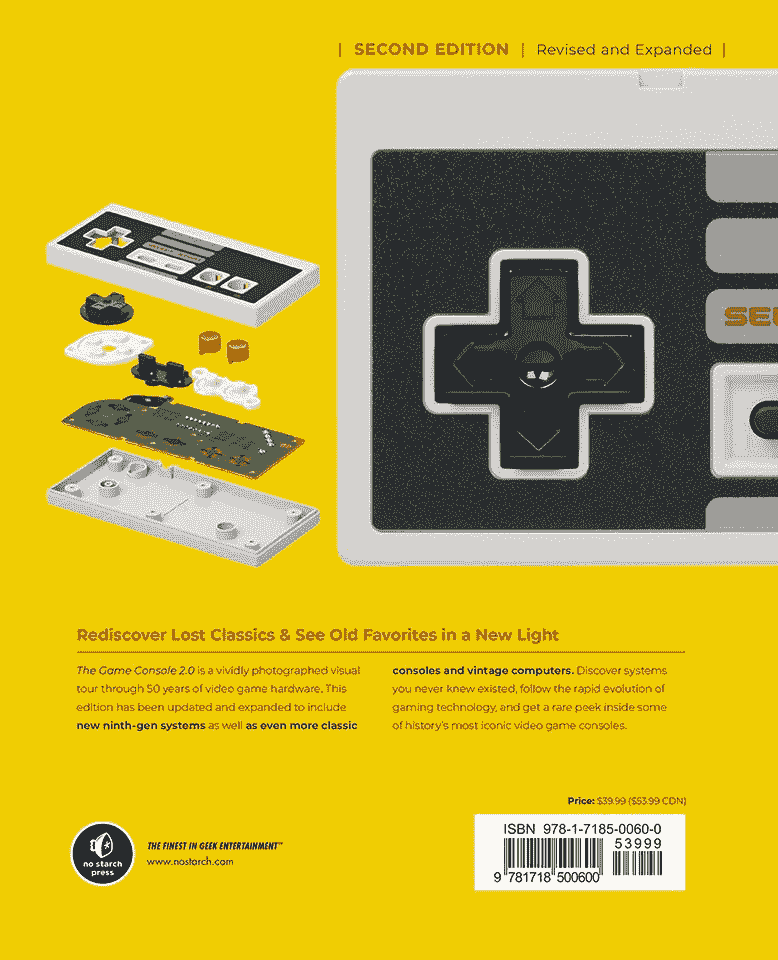 | SECOND EDITION | Revised and Expanded |
Rediscover Lost Classics & See Old Favorites in a New Light
The Game Console 2.0 is a vividly photographed visual
tour through 50 years of video game hardware. This
edition has been updated and expanded to include
new ninth-gen systems as well as even more classic
consoles and vintage computers. Discover systems
you never knew existed, follow the rapid evolution of
gaming technology, and get a rare peek inside some
of history's most iconic video game consoles.
Price: $39.99 ($53.99 CDN)
no starch
press
THE FINEST IN GEEK ENTERTAINMENT™
www.nostarch.com
ISBN 978-1-7185-0060-0
53999
9 781718 500600